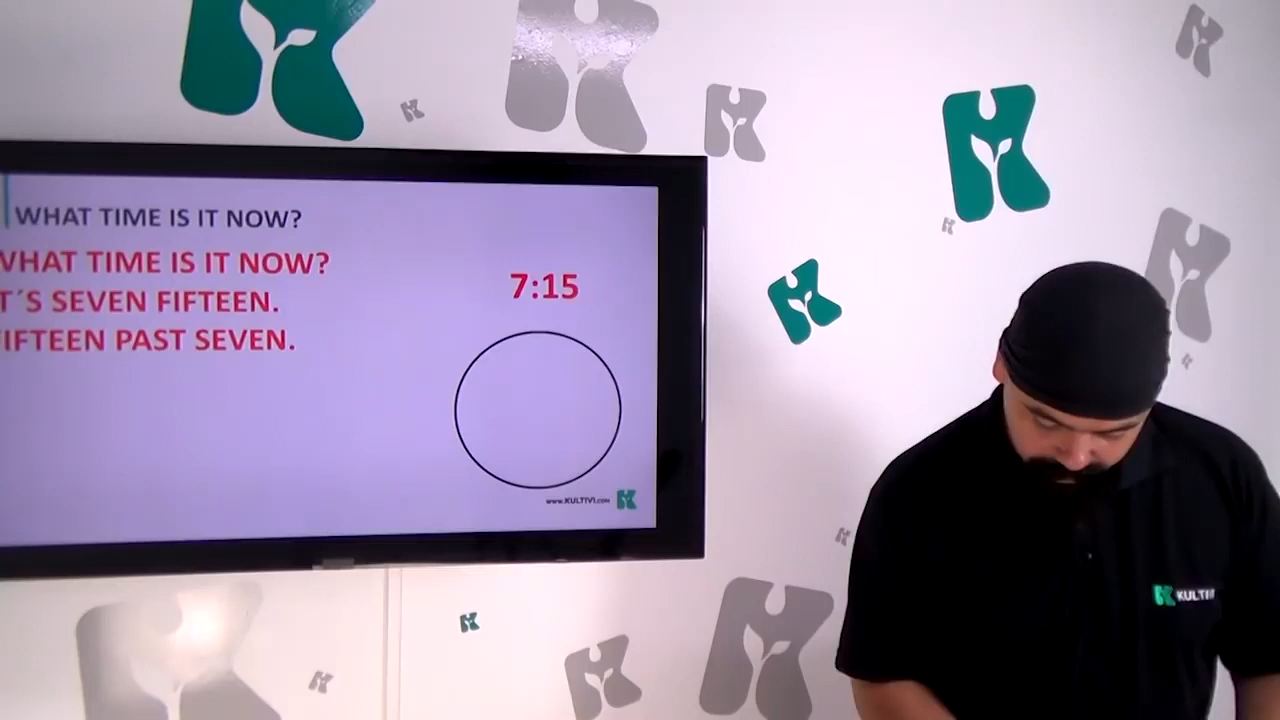 WHAT TIME IS IT NOW?
WHAT TIME IS IT NOW?
T´S SEVEN FIFTEEN.
IFTEEN PAST SEVEN.
7:15
www.KULTIVI.com
KULTIVI